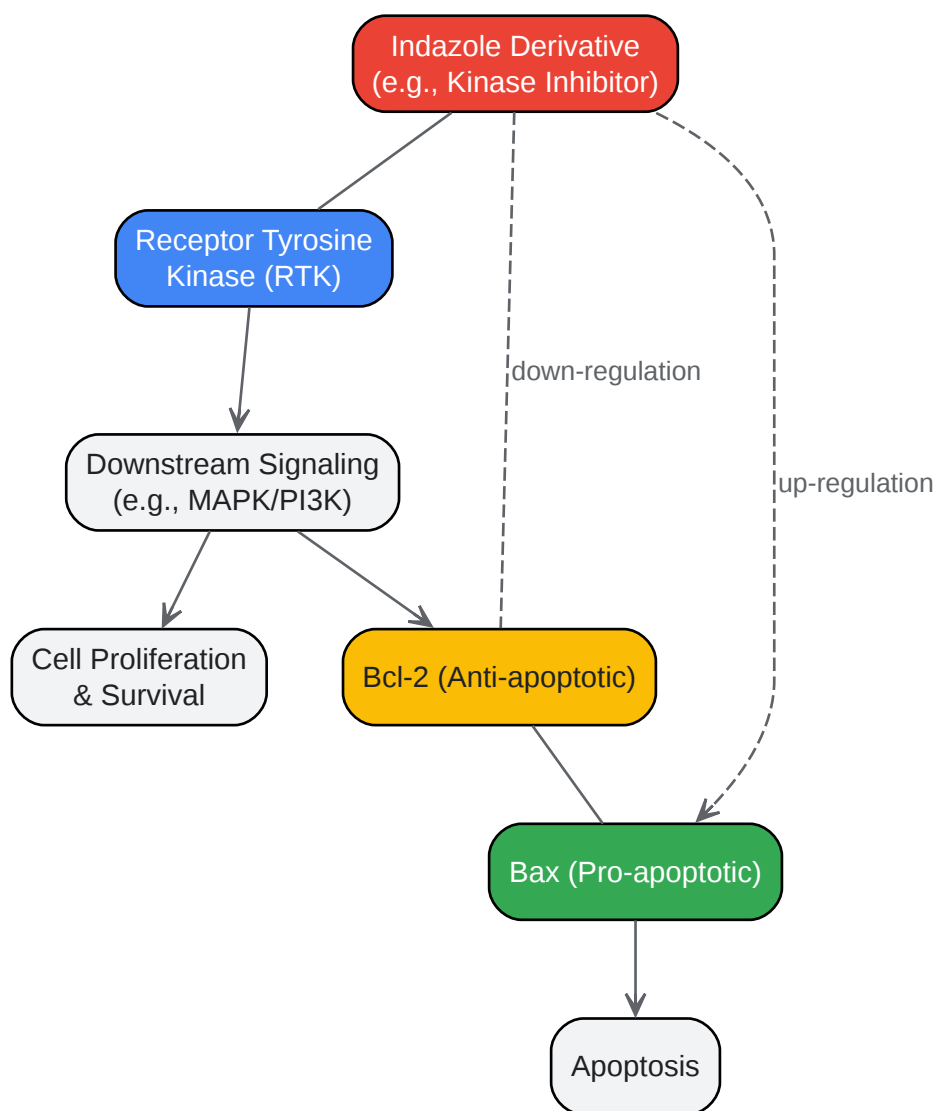 Indazole Derivative
(e.g., Kinase Inhibitor)
Receptor Tyrosine
Kinase (RTK)
down-regulation
Downstream Signaling
(e.g., MAPK/PI3K)
up-regulation
Cell Proliferation
& Survival
Bcl-2 (Anti-apoptotic)
Bax (Pro-apoptotic)
Apoptosis